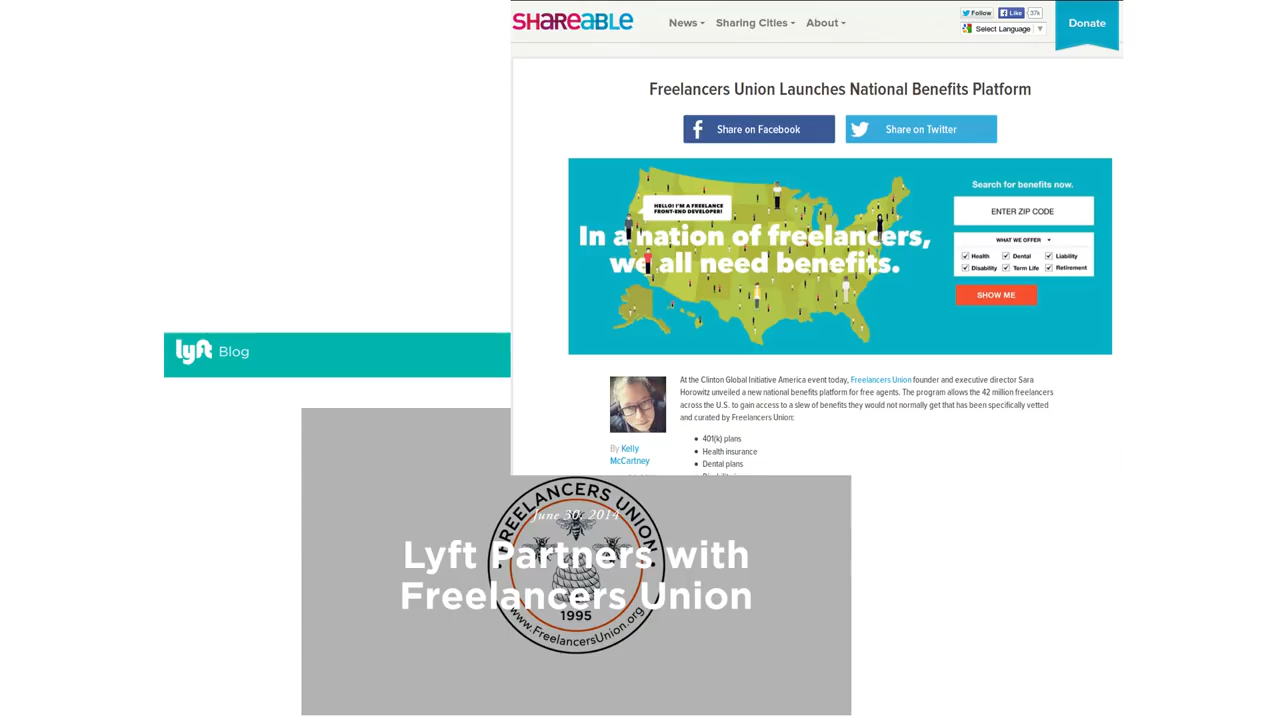 SHAREABLE
News
Sharing Cities
About
Follow
Like
37k
Select Language
Donate
Freelancers Union Launches National Benefits Platform
Share on Facebook
Share on Twitter
HELLO! I'M A FREELANCE
FRONT-END DEVELOPER!
In a nation of freelancers,
we all need benefits.
Search for benefits now.
ENTER ZIP CODE
WHAT WE OFFER
Health
Dental
Liability
Disability
Term Life
Retirement
SHOW ME
At the Clinton Global Initiative America event today, Freelancers Union founder and executive director Sara
Horowitz unveiled a new national benefits platform for free agents. The program allows the 42 million freelancers
across the U.S. to gain access to a slew of benefits they would not normally get that has been specifically vetted
and curated by Freelancers Union:
By Kelly
McCartney
401(k) plans
Health insurance
Dental plans
lyft Blog
FREELANCERS UNION
June 30, 2014
Lyft Partners with
Freelancers Union
1995
www.FreelancersUnion.org